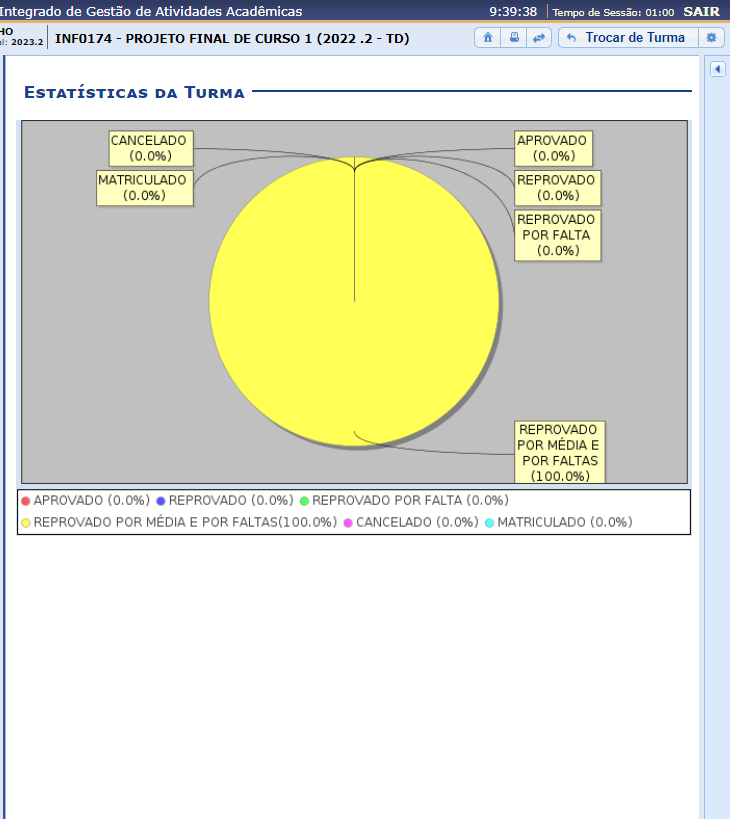 Integrado de Gestão de Atividades Acadêmicas 9:39:38 Tempo de Sessão: 01:00 SAIR
2023.2 INF0174 - PROJETO FINAL DE CURSO 1 (2022 .2 - TD) Trocar de Turma
Estatísticas da Turma
CANCELADO
(0.0%)
MATRICULADO
(0.0%)
APROVADO
(0.0%)
REPROVADO
(0.0%)
REPROVADO
POR FALTA
(0.0%)
REPROVADO
POR MÉDIA E
POR FALTAS
(100.0%)
APROVADO (0.0%) REPROVADO (0.0%) REPROVADO POR FALTA (0.0%)
REPROVADO POR MÉDIA E POR FALTAS(100.0%) CANCELADO (0.0%) MATRICULADO (0.0%)